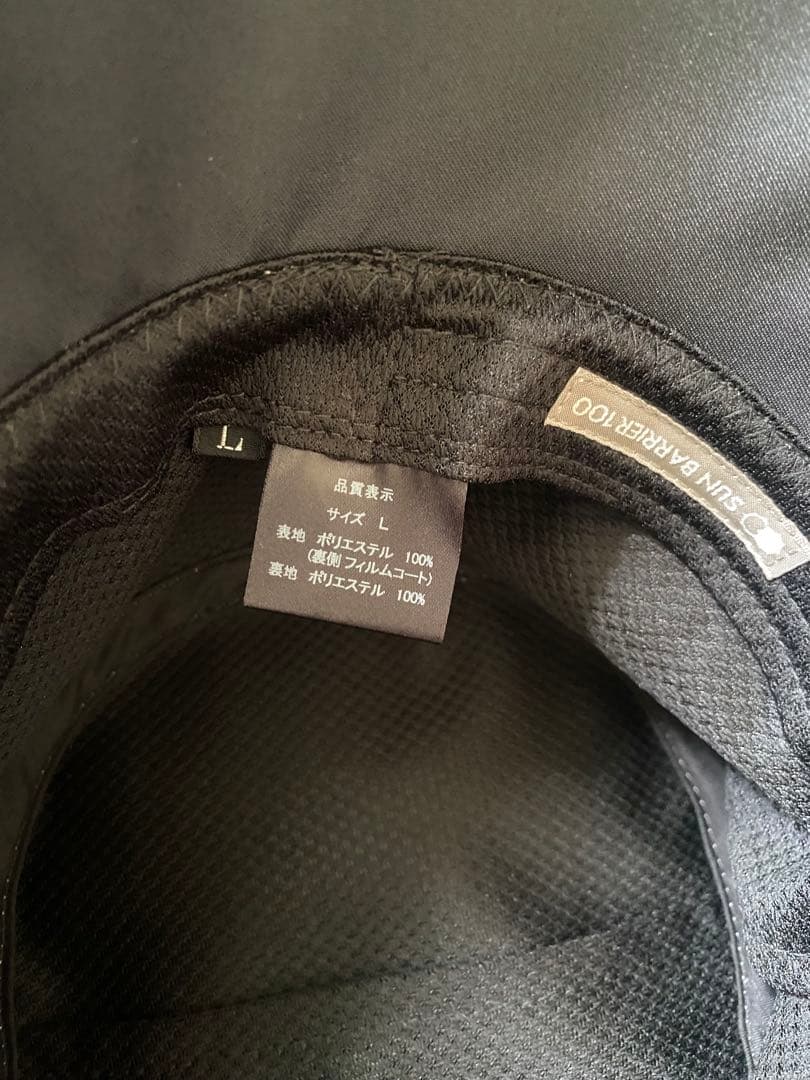 L
品質表示
サイズ L
表地 ポリエステル 100%
(裏側 フィルムコート)
裏地 ポリエステル 100%
SUN BARRIER 100